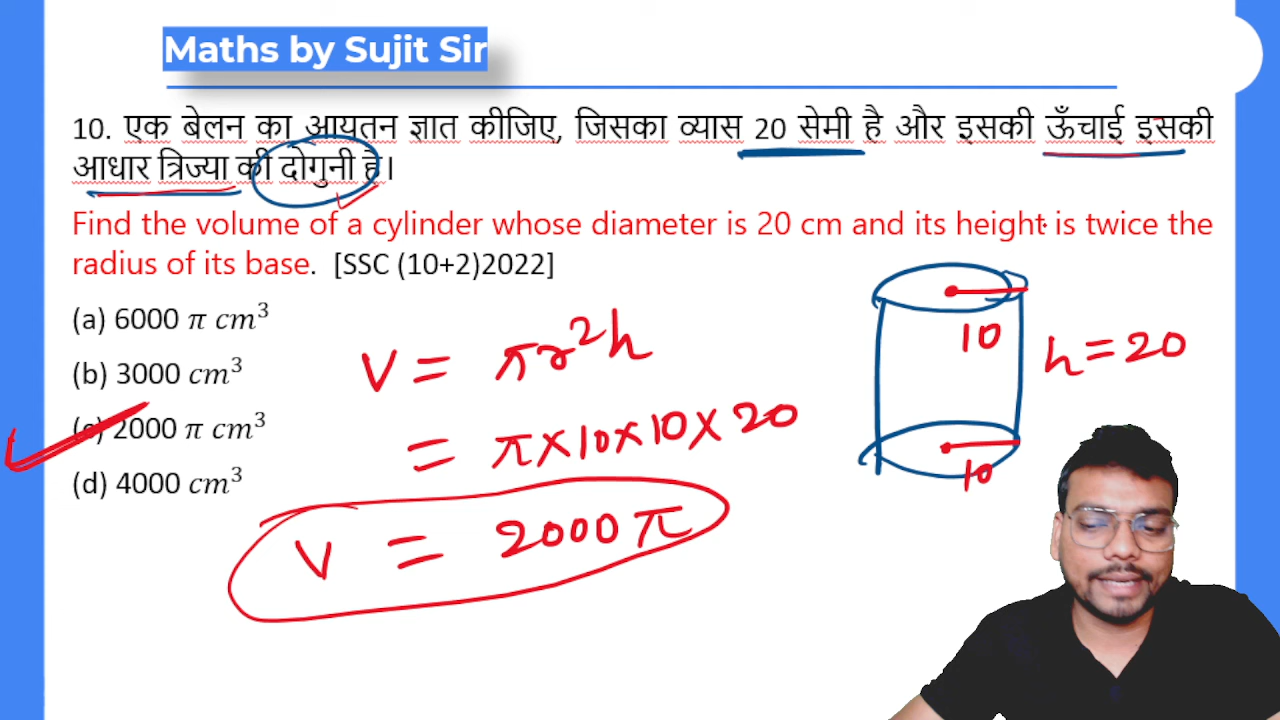 Maths by Sujit Sir
10. एक बेलन का आयतन ज्ञात कीजिए, जिसका व्यास 20 सेमी है और इसकी ऊँचाई इसकी
आधार त्रिज्या की दोगुनी है।
Find the volume of a cylinder whose diameter is 20 cm and its height is twice the
radius of its base. [SSC (10+2)2022]
(a) 6000 π cm³
(b) 3000 cm³
(c) 2000 π cm³
(d) 4000 cm³
V = πr²h
= π×10×10×20
V = 2000π
10
h=20
10